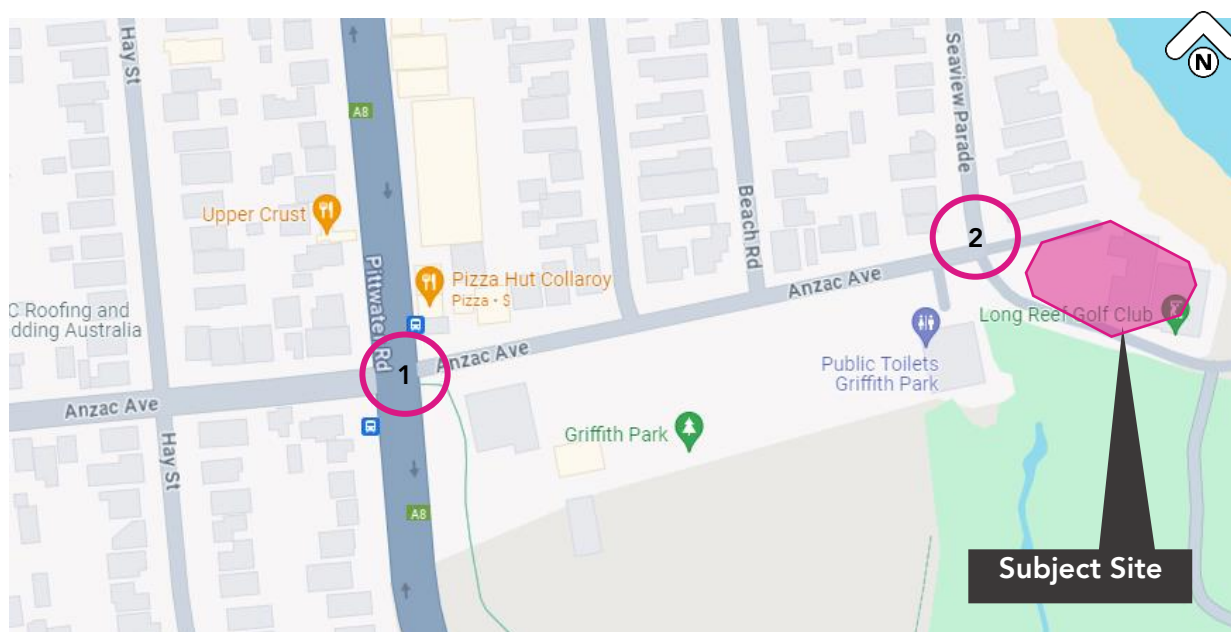 Hay St
A8
Seaview Parade
N
Upper Crust
Beach Rd
2
Pizza Hut Collaroy
Pizza • $
Anzac Ave
C Roofing and
dding Australia
Pittwater Rd
Long Reef Golf Club
Anzac Ave
1
Public Toilets
Griffith Park
Anzac Ave
Hay St
Griffith Park
A8
Subject Site